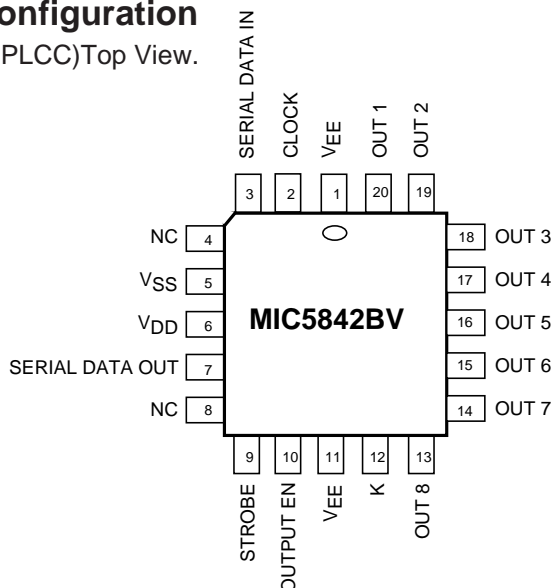 onfiguration
PLCC)Top View.
SERIAL DATA IN
CLOCK
VEE
OUT 1
OUT 2
3
2
1
20
19
NC 4
18 OUT 3
VSS 5
17 OUT 4
VDD 6
MIC5842BV
16 OUT 5
SERIAL DATA OUT 7
15 OUT 6
NC 8
14 OUT 7
9
10
11
12
13
STROBE
OUTPUT EN
VEE
K
OUT 8